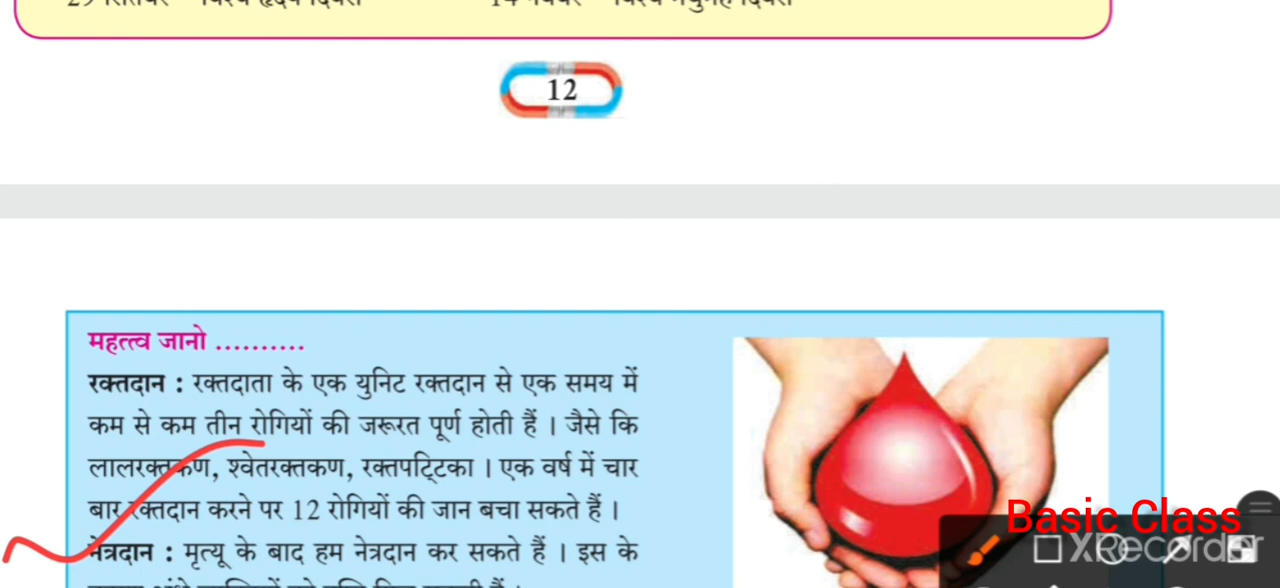 12
महत्त्व जानो ..........
रक्तदान : रक्तदाता के एक युनिट रक्तदान से एक समय में
कम से कम तीन रोगियों की जरूरत पूर्ण होती हैं । जैसे कि
लालरक्तकण, श्वेतरक्तकण, रक्तपट्टिका । एक वर्ष में चार
बार रक्तदान करने पर 12 रोगियों की जान बचा सकते हैं ।
नेत्रदान : मृत्यू के बाद हम नेत्रदान कर सकते हैं । इस के
Basic Class
XRecorder